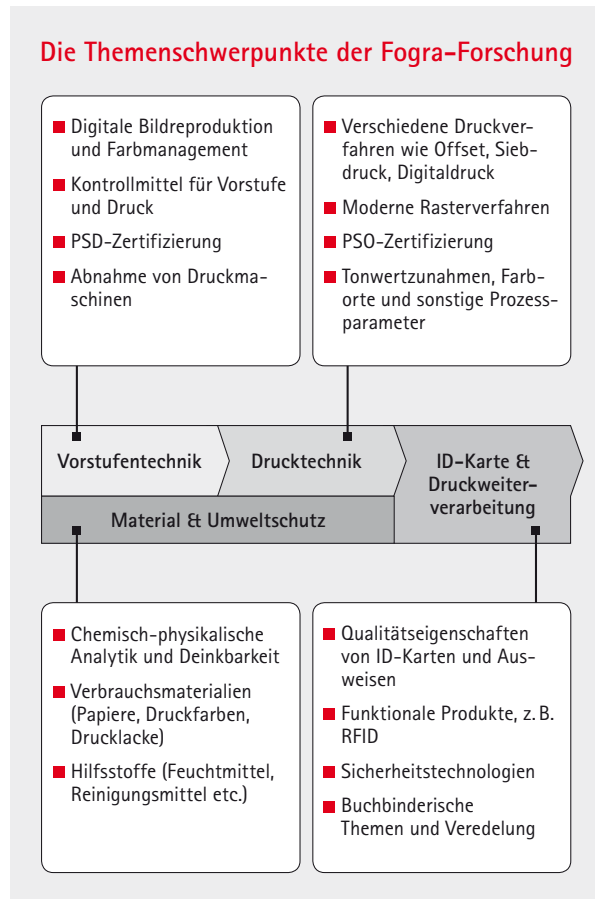 Die Themenschwerpunkte der Fogra-Forschung
Digitale Bildreproduktion
und Farbmanagement
Kontrollmittel für Vorstufe
und Druck
PSD-Zertifizierung
Abnahme von Druckma-
schinen
Verschiedene Druckver-
fahren wie Offset, Sieb-
druck, Digitaldruck
Moderne Rasterverfahren
PSO-Zertifizierung
Tonwertzunahmen, Farb-
orte und sonstige Prozess-
parameter
Vorstufentechnik
Drucktechnik
ID-Karte &
Druckweiter-
verarbeitung
Material & Umweltschutz
Chemisch-physikalische
Analytik und Deinkbarkeit
Verbrauchsmaterialien
(Papiere, Druckfarben,
Drucklacke)
Hilfsstoffe (Feuchtmittel,
Reinigungsmittel etc.)
Qualitätseigenschaften
von ID-Karten und Aus-
weisen
Funktionale Produkte, z. B.
RFID
Sicherheitstechnologien
Buchbinderische
Themen und Veredelung